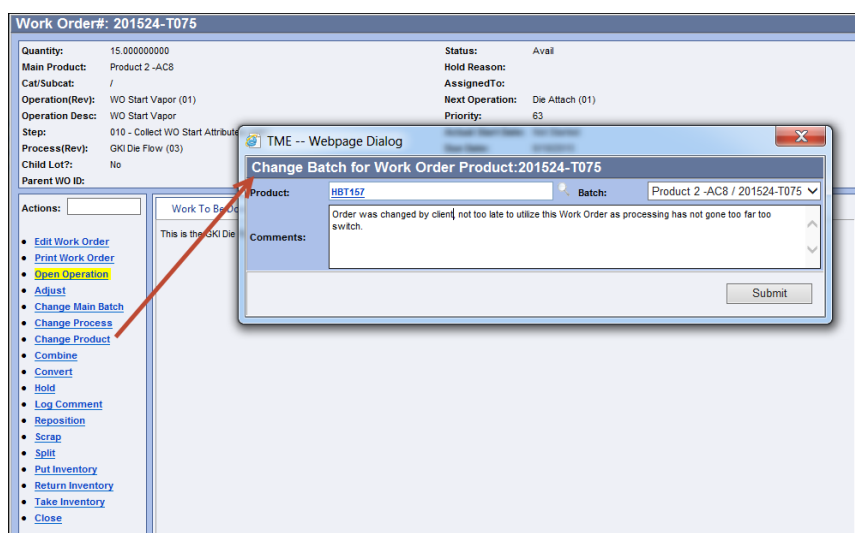 Work Order#: 201524-T075
Quantity: 15.000000000 Status: Avail
Main Product: Product 2 -AC8 Hold Reason:
Cat/Subcat: / AssignedTo:
Operation(Rev): WO Start Vapor (01) Next Operation: Die Attach (01)
Operation Desc: WO Start Vapor Priority: 63
Step: 010 - Collect WO Start Attribute
Process(Rev): GKI Die Flow (03)
Child Lot?: No
Parent WO ID:
TME -- Webpage Dialog
Change Batch for Work Order Product:201524-T075
Product: HBT157 Batch: Product 2 -AC8 / 201524-T075
Comments: Order was changed by client, not too late to utilize this Work Order as processing has not gone too far too
switch.
Submit
Actions:
Work To Be Do
This is the GKI Die
Edit Work Order
Print Work Order
Open Operation
Adjust
Change Main Batch
Change Process
Change Product
Combine
Convert
Hold
Log Comment
Reposition
Scrap
Split
Put Inventory
Return Inventory
Take Inventory
Close